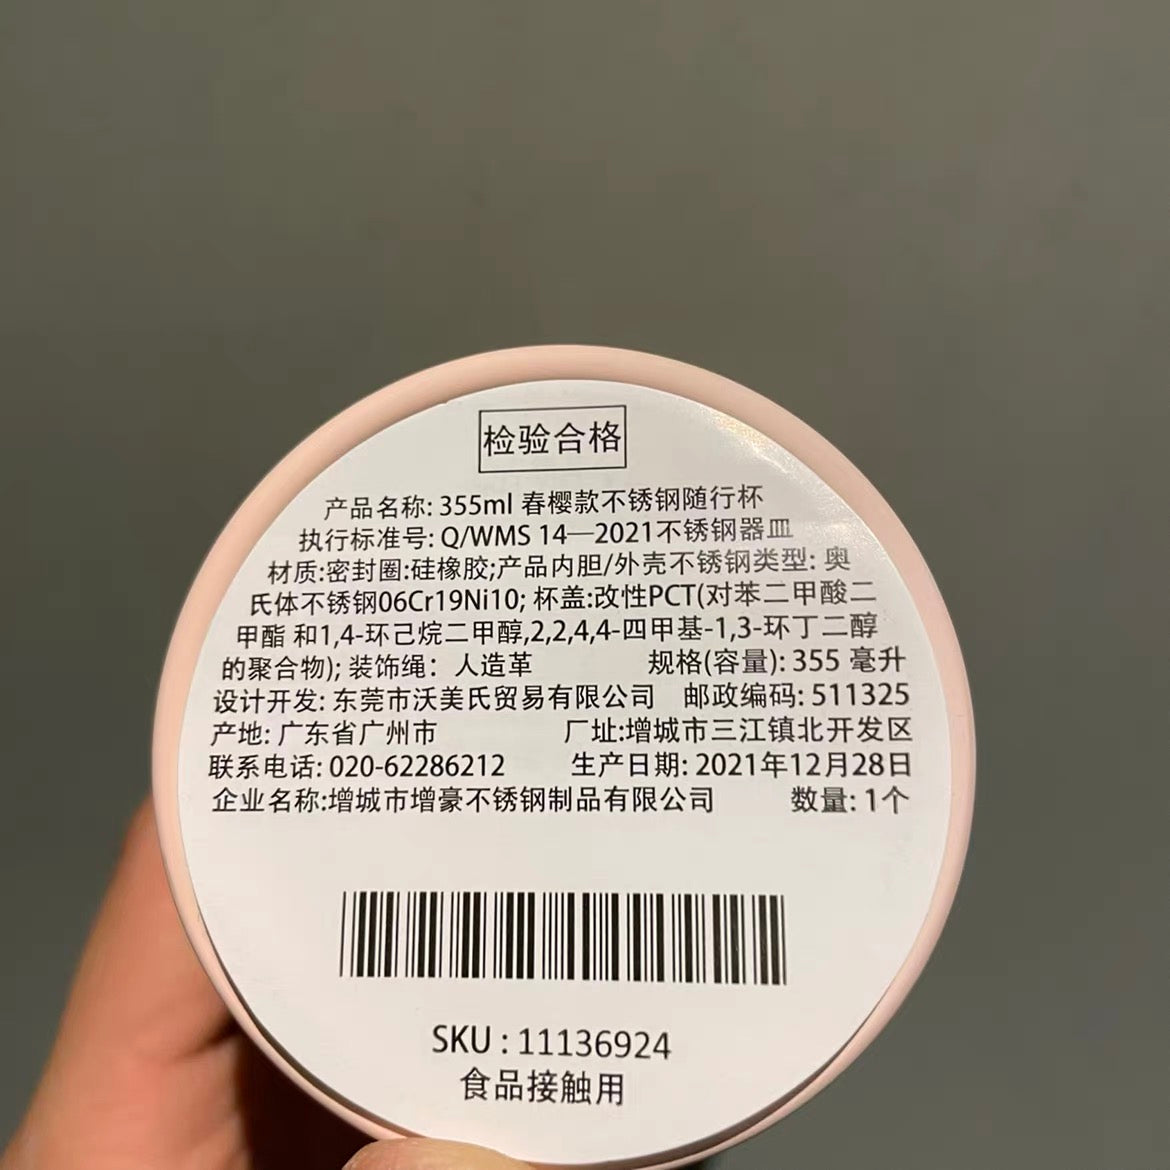 检验合格
产品名称: 355ml 春樱款不锈钢随行杯
执行标准号: Q/WMS 14—2021不锈钢器皿
材质:密封圈:硅橡胶;产品内胆/外壳不锈钢类型: 奥
氏体不锈钢06Cr19Ni10; 杯盖:改性PCT(对苯二甲酸二
甲酯 和1,4-环己烷二甲醇,2,2,4,4-四甲基-1,3-环丁二醇
的聚合物); 装饰绳: 人造革 规格(容量): 355 毫升
设计开发: 东莞市沃美氏贸易有限公司 邮政编码: 511325
产地: 广东省广州市 厂址:增城市三江镇北开发区
联系电话: 020-62286212 生产日期: 2021年12月28日
企业名称:增城市增豪不锈钢制品有限公司 数量: 1个
SKU : 11136924
食品接触用